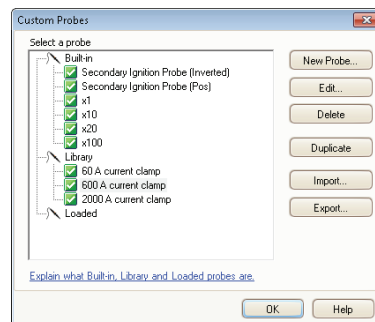 Custom Probes
Select a probe
Built-in
Secondary Ignition Probe (Inverted)
Secondary Ignition Probe (Pos)
x1
x10
x20
x100
Library
60 A current clamp
600 A current clamp
2000 A current clamp
Loaded
New Probe...
Edit...
Delete
Duplicate
Import...
Export...
Explain what Built-in, Library and Loaded probes are.
OK
Help